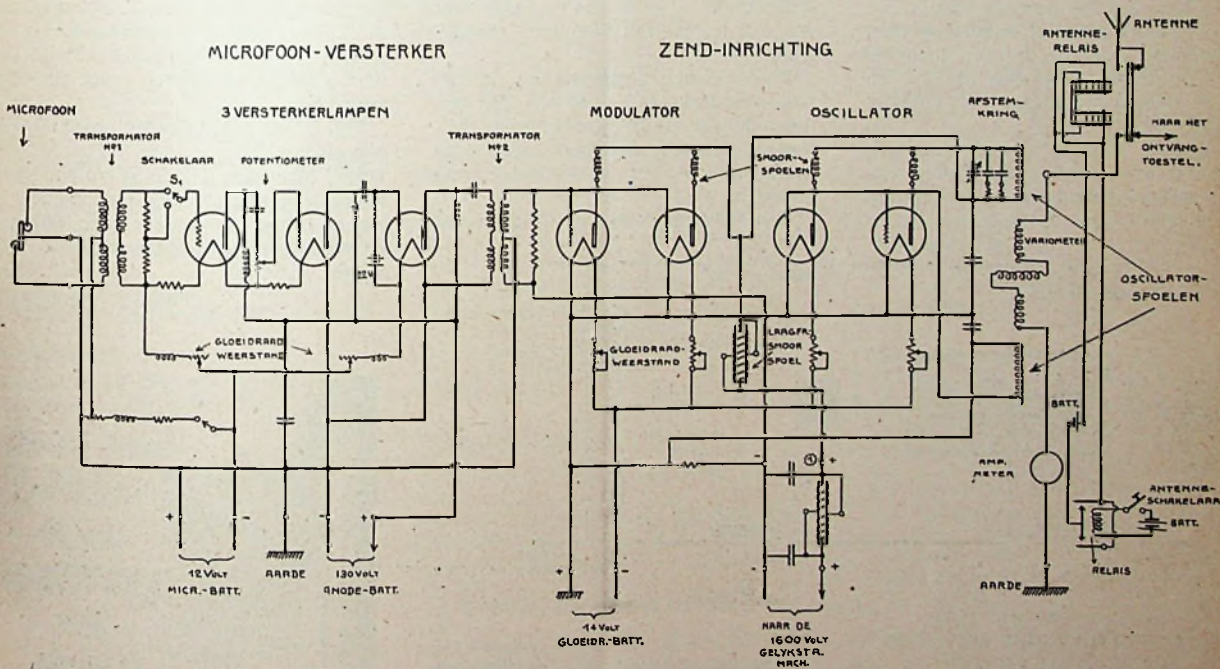 MICROFOON-VERSTERKER
ZEND-INRICHTING
ANTENNE
ANTENNE-
RELAIS
NAAR HET
ONTVANG-
TOESTEL.
MICROFOON
3 VERSTERKERLAMPEN
MODULATOR
OSCILLATOR
AFSTEM-
KRING
TRANSFORMATOR
No1
SCHAKELAAR
S1
POTENTIOMETER
TRANSFORMATOR
No2
SMOOR-
SPOELEN
VARIOMETER
OSCILLATOR-
SPOELEN
22 V
GLOEIDRAAD
WEERSTAND
GLOEIDRAAD-
WEERSTAND
LAAGFR.
SMOOR
SPOEL
BATT.
AMP.
METER
ANTENNE-
SCHAKELAAR
BATT.
RELAIS
AARDE
1
+
-
-
+
-
+
+
-
+
12 VOLT
MICR.-BATT.
AARDE
130 VOLT
ANODE-BATT.
14 VOLT
GLOEIDR.-BATT.
NAAR DE
1600 VOLT
GELYKSTR.
MACH.